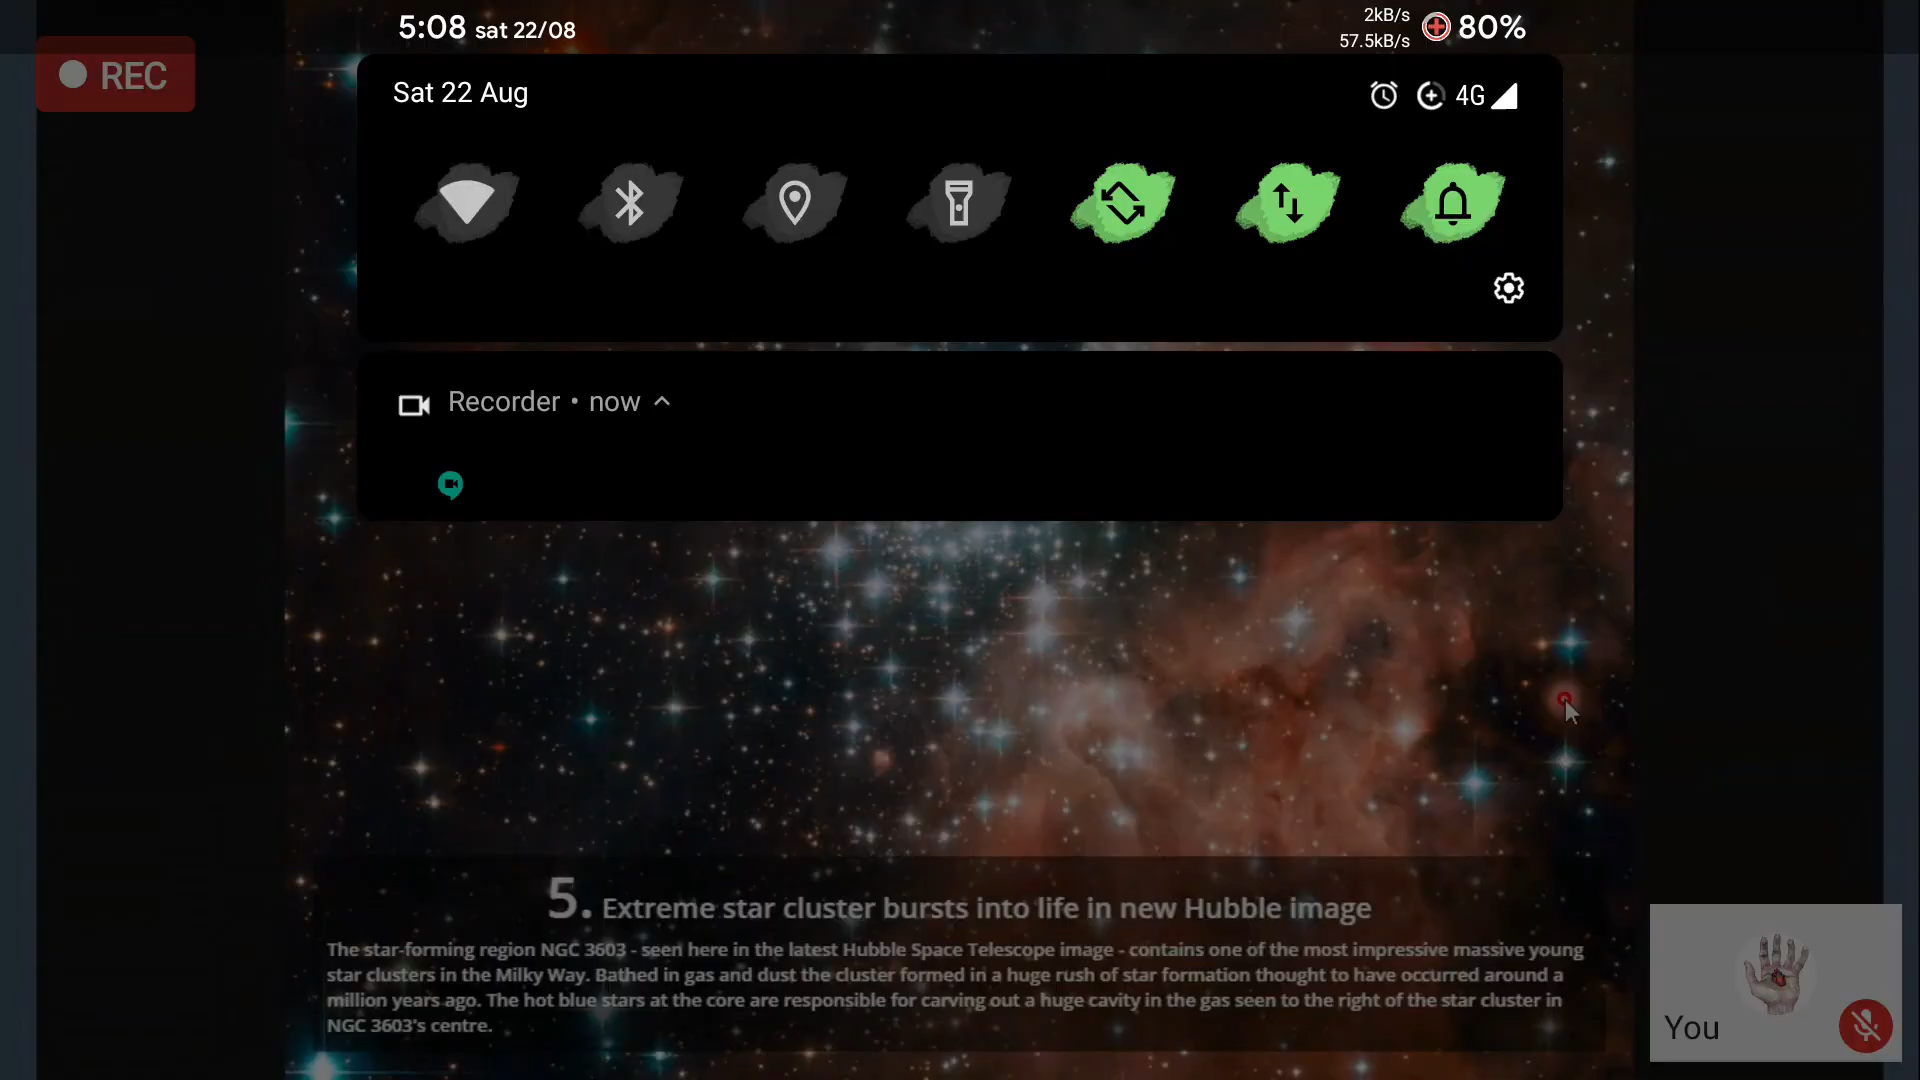 5:08 sat 22/08
2kB/s
57.5kB/s
80%
REC
Sat 22 Aug
4G
Recorder • now
5. Extreme star cluster bursts into life in new Hubble image
The star-forming region NGC 3603 - seen here in the latest Hubble Space Telescope image - contains one of the most impressive massive young
star clusters in the Milky Way. Bathed in gas and dust the cluster formed in a huge rush of star formation thought to have occurred around a
million years ago. The hot blue stars at the core are responsible for carving out a huge cavity in the gas seen to the right of the star cluster in
NGC 3603's centre.
You